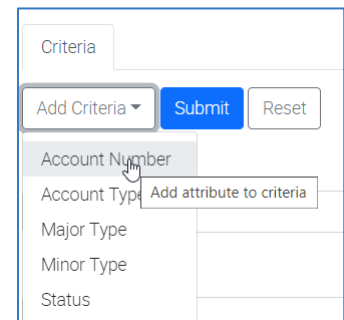 Criteria
Add Criteria Submit Reset
Account Number
Account Type
Add attribute to criteria
Major Type
Minor Type
Status